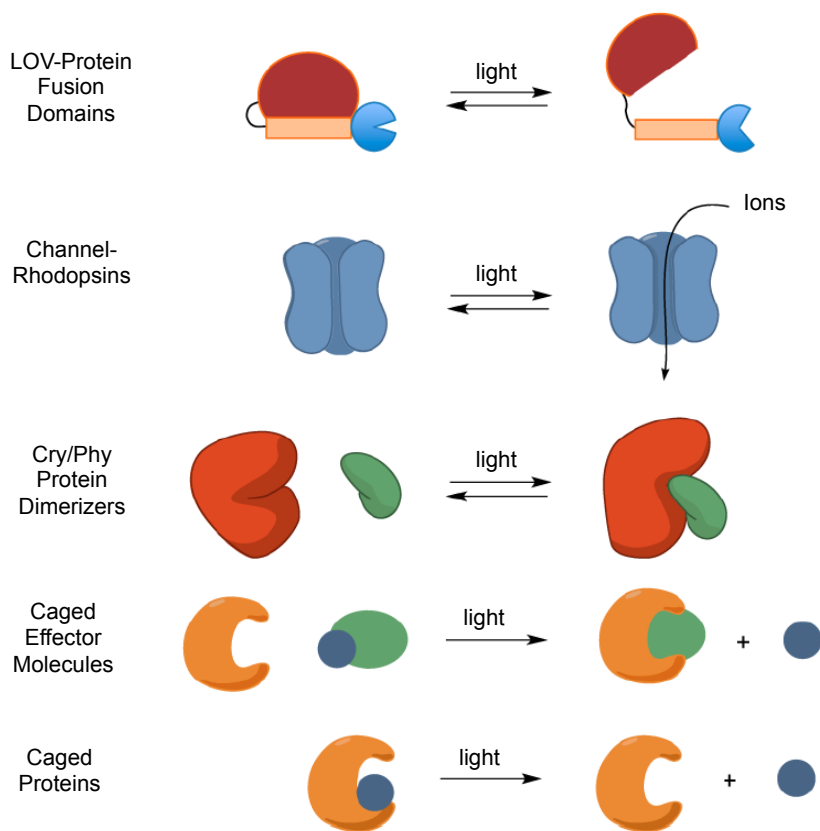 LOV-Protein
Fusion
Domains
light
Channel-
Rhodopsins
light
Ions
Cry/Phy
Protein
Dimerizers
light
Caged
Effector
Molecules
light
+
Caged
Proteins
light
+